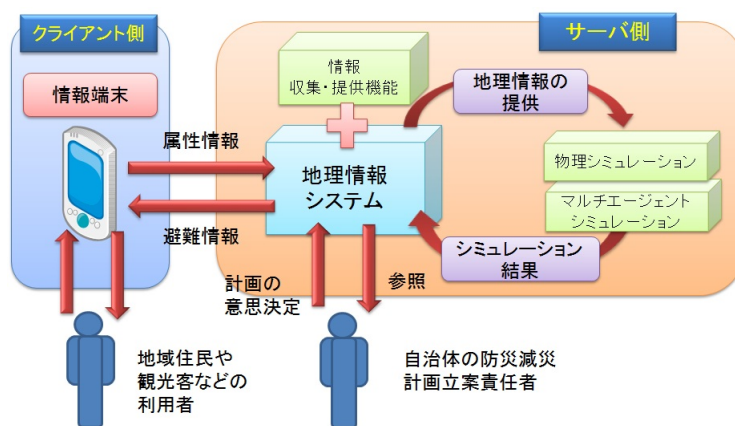 クライアント側
サーバ側
情報端末
情報
収集・提供機能
地理情報の
提供
属性情報
地理情報
システム
物理シミュレーション
マルチエージェント
シミュレーション
避難情報
シミュレーション
結果
計画の
意思決定
参照
地域住民や
観光客などの
利用者
自治体の防災減災
計画立案責任者